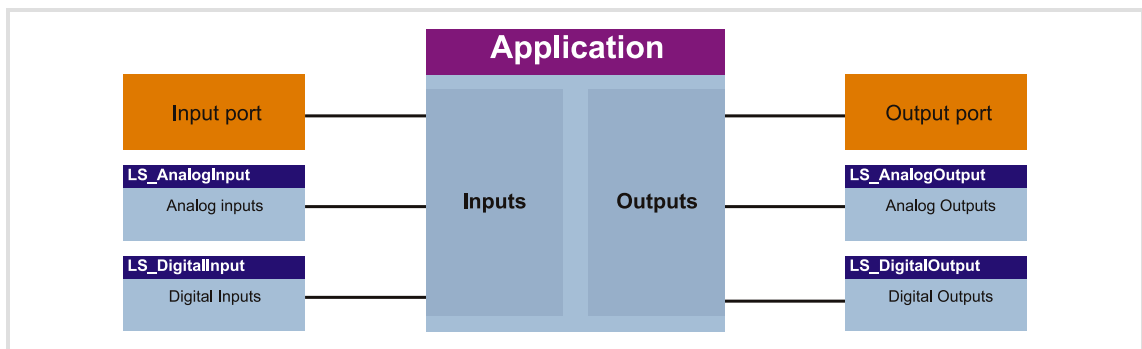 Application
Input port
Output port
LS_AnalogInput
Analog inputs
LS_AnalogOutput
Analog Outputs
Inputs
Outputs
LS_DigitalInput
Digital Inputs
LS_DigitalOutput
Digital Outputs